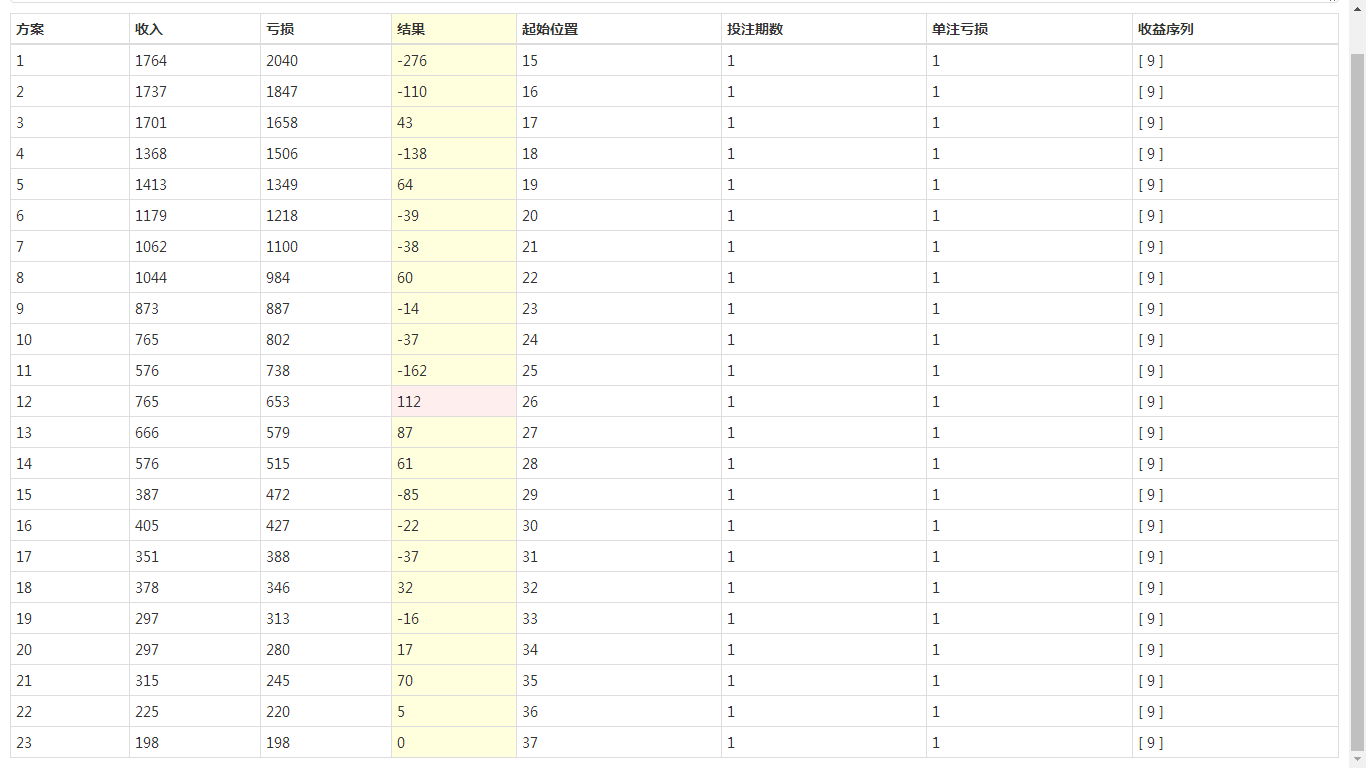 方案 收入 亏损 结果 起始位置 投注期数 单注亏损 收益序列
1 1764 2040 -276 15 1 1 [ 9 ]
2 1737 1847 -110 16 1 1 [ 9 ]
3 1701 1658 43 17 1 1 [ 9 ]
4 1368 1506 -138 18 1 1 [ 9 ]
5 1413 1349 64 19 1 1 [ 9 ]
6 1179 1218 -39 20 1 1 [ 9 ]
7 1062 1100 -38 21 1 1 [ 9 ]
8 1044 984 60 22 1 1 [ 9 ]
9 873 887 -14 23 1 1 [ 9 ]
10 765 802 -37 24 1 1 [ 9 ]
11 576 738 -162 25 1 1 [ 9 ]
12 765 653 112 26 1 1 [ 9 ]
13 666 579 87 27 1 1 [ 9 ]
14 576 515 61 28 1 1 [ 9 ]
15 387 472 -85 29 1 1 [ 9 ]
16 405 427 -22 30 1 1 [ 9 ]
17 351 388 -37 31 1 1 [ 9 ]
18 378 346 32 32 1 1 [ 9 ]
19 297 313 -16 33 1 1 [ 9 ]
20 297 280 17 34 1 1 [ 9 ]
21 315 245 70 35 1 1 [ 9 ]
22 225 220 5 36 1 1 [ 9 ]
23 198 198 0 37 1 1 [ 9 ]